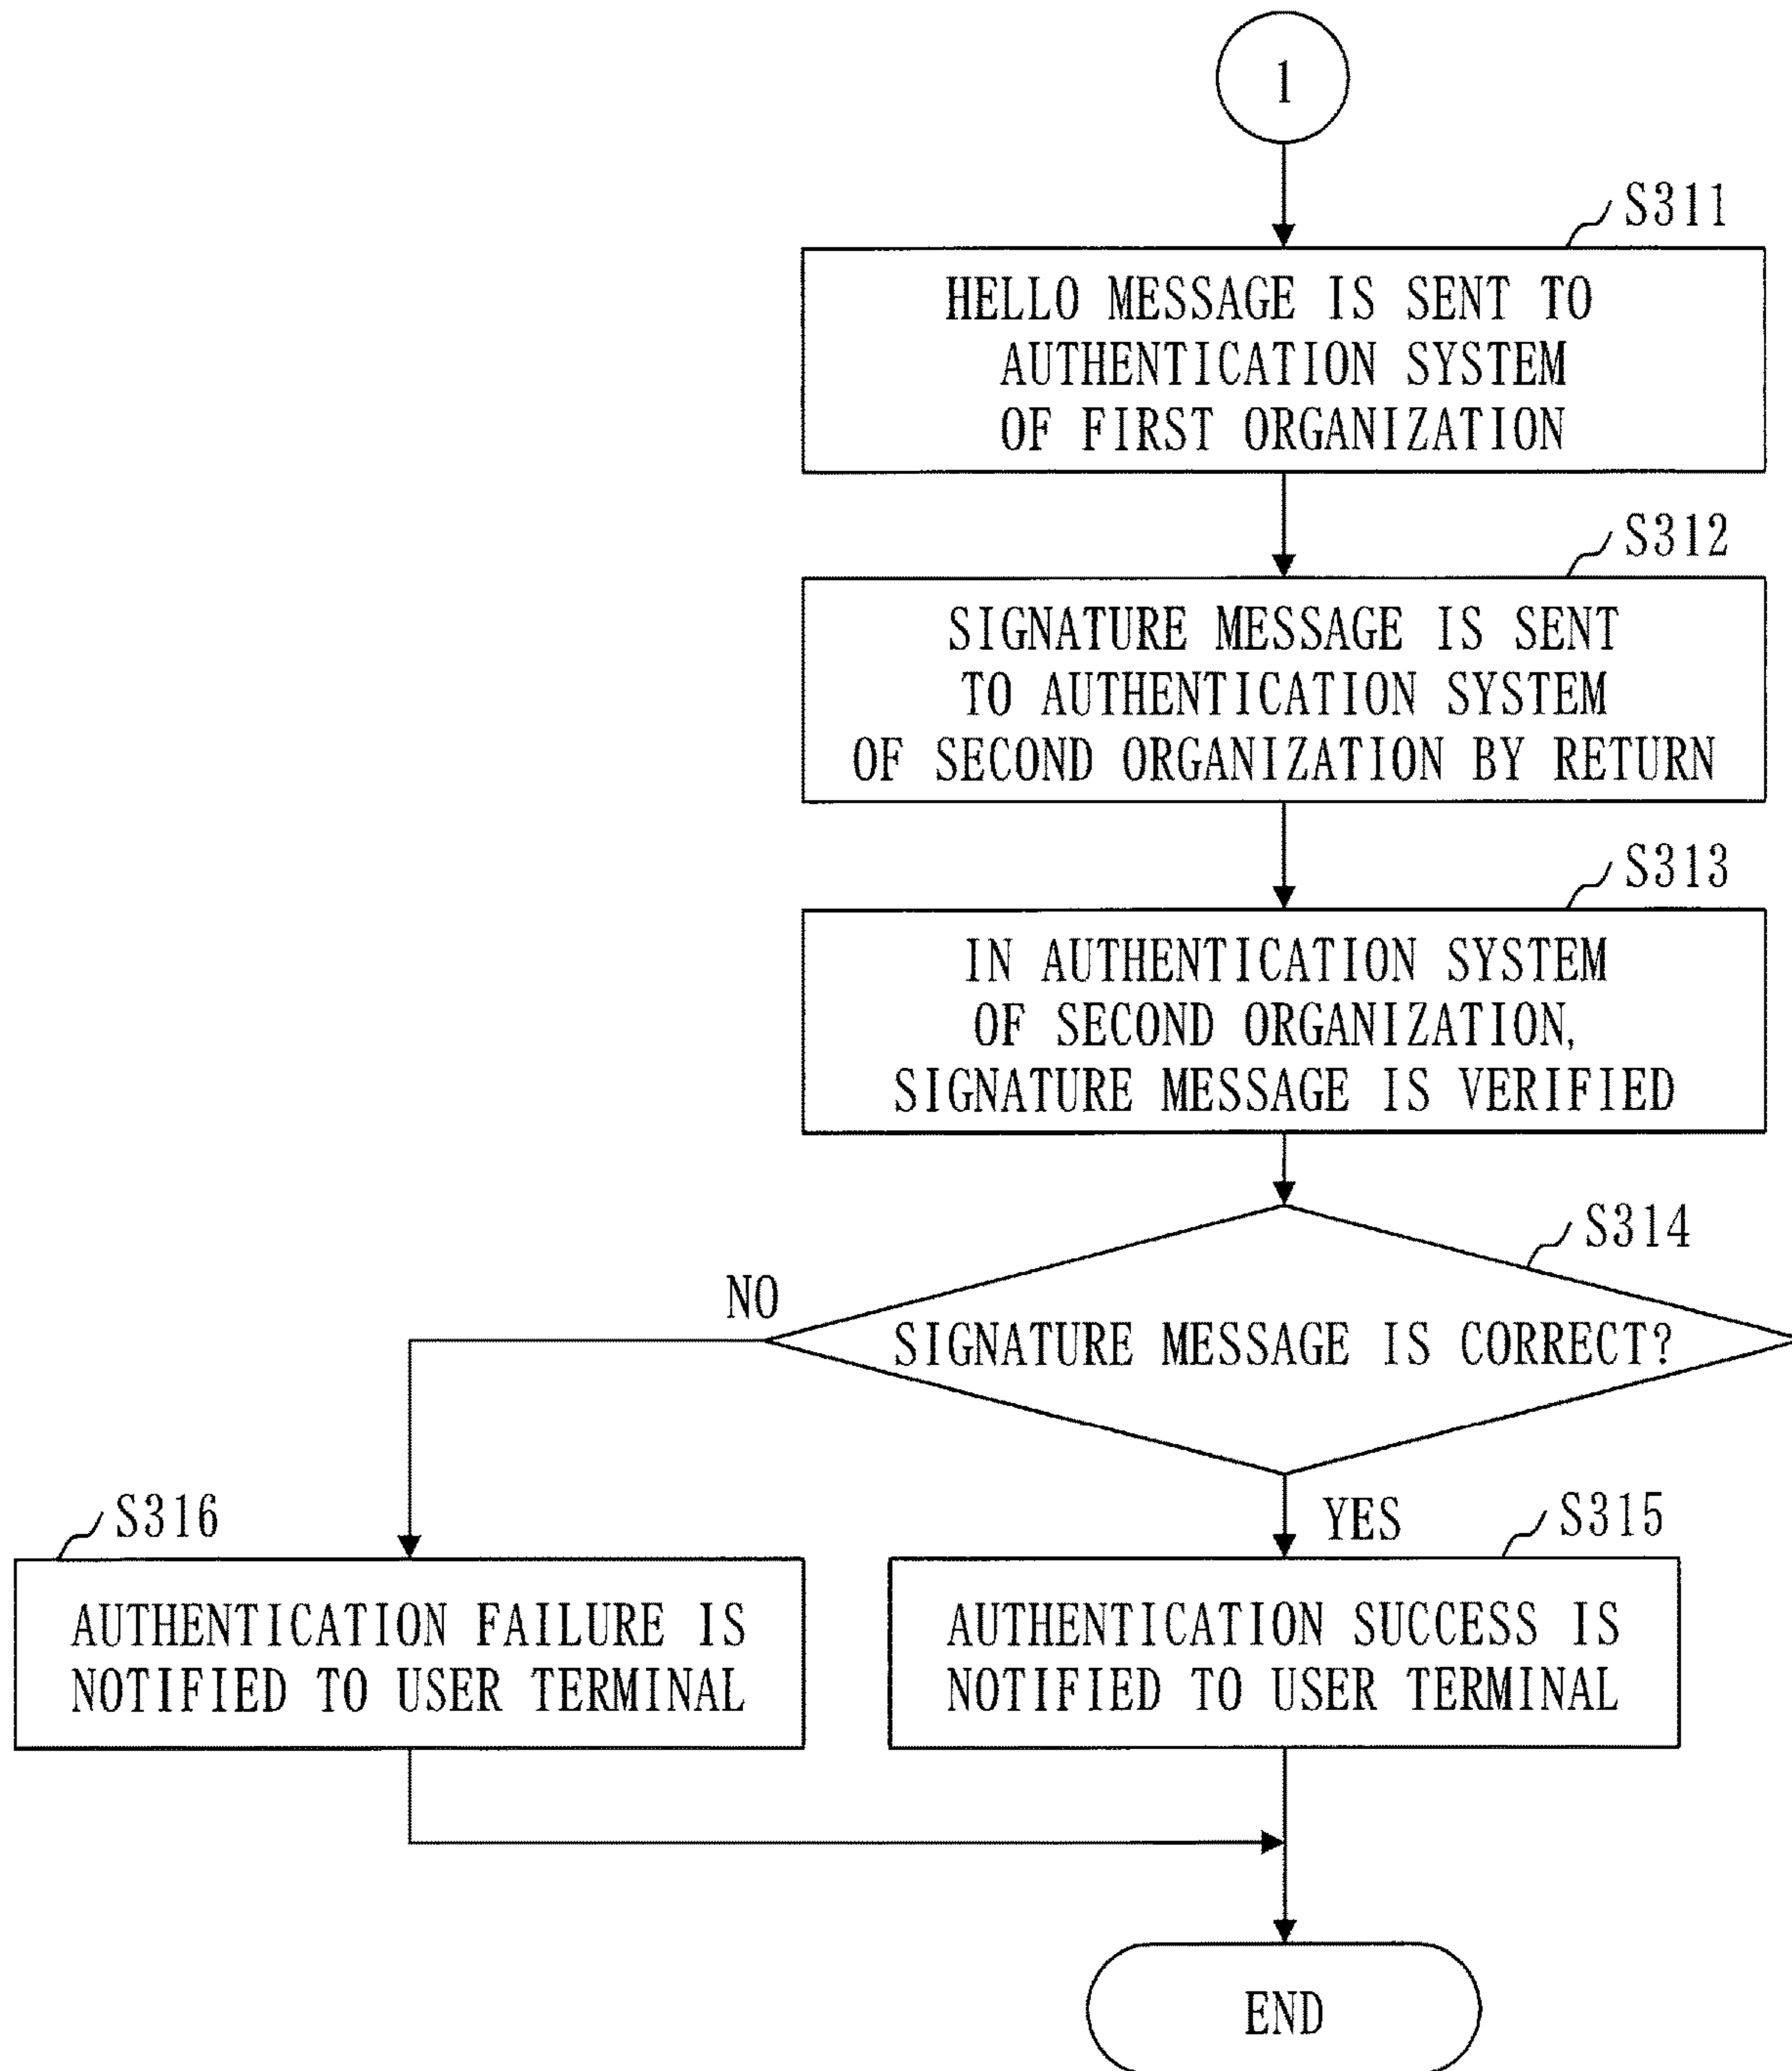 1
S311
HELLO MESSAGE IS SENT TO
AUTHENTICATION SYSTEM
OF FIRST ORGANIZATION
S312
SIGNATURE MESSAGE IS SENT
TO AUTHENTICATION SYSTEM
OF SECOND ORGANIZATION BY RETURN
S313
IN AUTHENTICATION SYSTEM
OF SECOND ORGANIZATION,
SIGNATURE MESSAGE IS VERIFIED
S314
NO
SIGNATURE MESSAGE IS CORRECT?
YES
S316
AUTHENTICATION FAILURE IS
NOTIFIED TO USER TERMINAL
S315
AUTHENTICATION SUCCESS IS
NOTIFIED TO USER TERMINAL
END